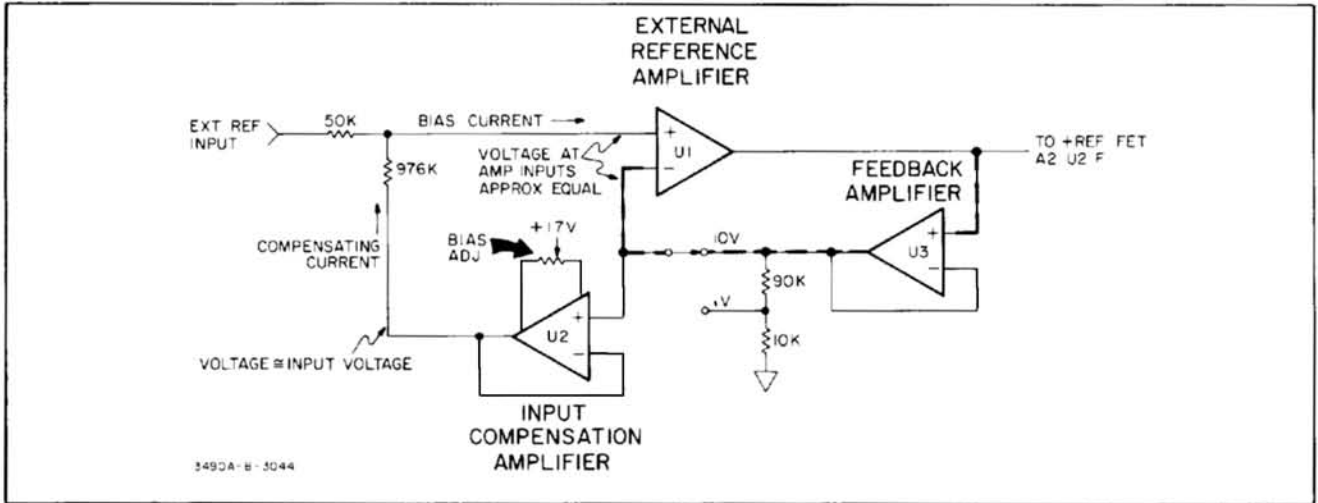 EXTERNAL
REFERENCE
AMPLIFIER
EXT REF
INPUT
50K
BIAS CURRENT
+
U1
-
VOLTAGE AT
AMP INPUTS
APPROX EQUAL
TO +REF FET
A2 U2 F
976K
FEEDBACK
AMPLIFIER
+
U3
-
COMPENSATING
CURRENT
BIAS
ADJ
+17V
10V
90K
.1V
10K
+
U2
-
VOLTAGE ≅ INPUT VOLTAGE
INPUT
COMPENSATION
AMPLIFIER
3490A-B-3044